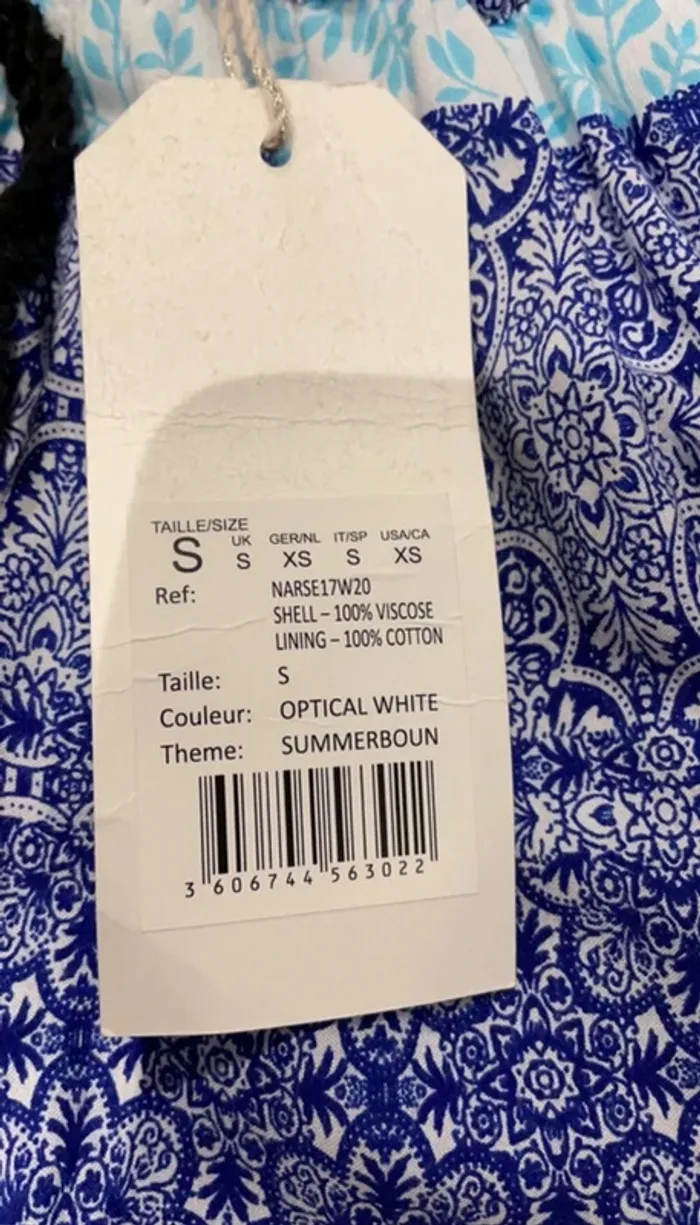 TAILLE/SIZE
S UK GER/NL IT/SP USA/CA
S XS S XS
Ref: NARSE17W20
SHELL – 100% VISCOSE
LINING – 100% COTTON
Taille: S
Couleur: OPTICAL WHITE
Theme: SUMMERBOUN
3 606744 563022